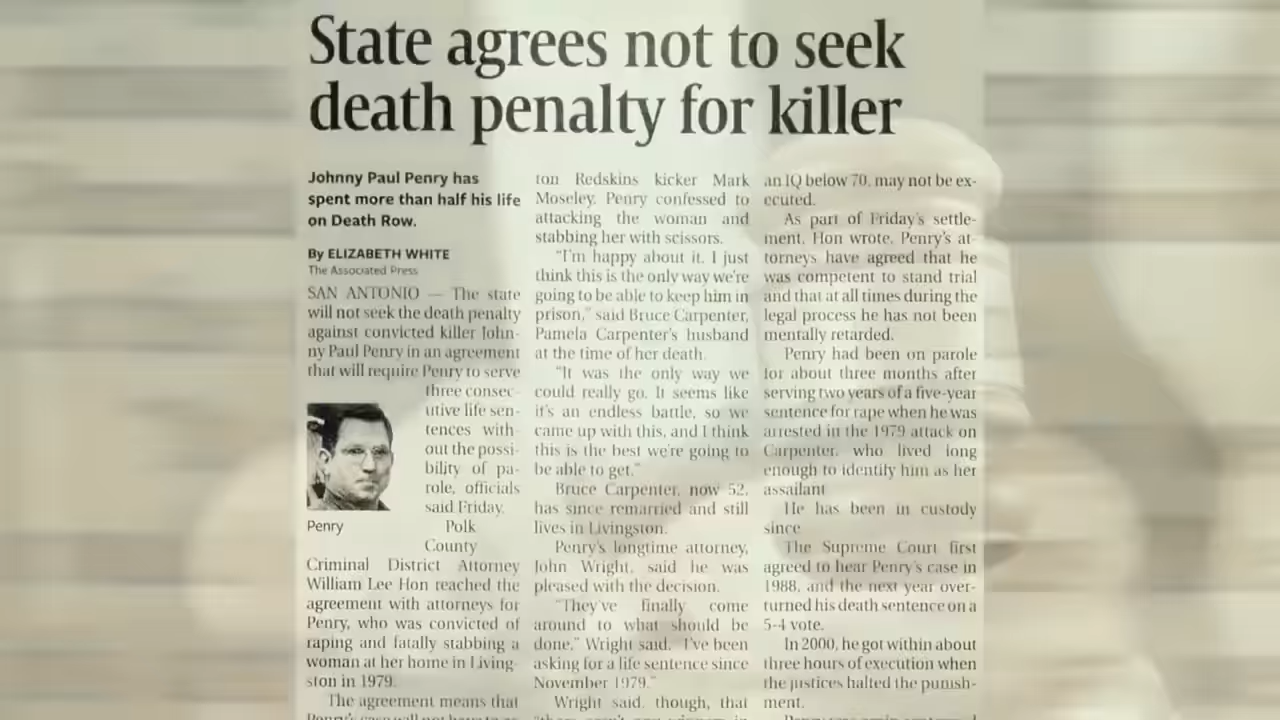 State agrees not to seek
death penalty for killer
Johnny Paul Penry has
spent more than half his life
on Death Row.
By ELIZABETH WHITE
The Associated Press
SAN ANTONIO — The state
will not seek the death penalty
against convicted killer John-
ny Paul Penry in an agreement
that will require Penry to serve
three consec-
utive life sen-
tences with-
out the possi-
bility of pa-
role, officials
said Friday.
Penry
Polk
County
Criminal District Attorney
William Lee Hon reached the
agreement with attorneys for
Penry, who was convicted of
raping and fatally stabbing a
woman at her home in Living-
ston in 1979.
The agreement means that
ton Redskins kicker Mark
Moseley. Penry confessed to
attacking the woman and
stabbing her with scissors.
"I'm happy about it. I just
think this is the only way we're
going to be able to keep him in
prison," said Bruce Carpenter,
Pamela Carpenter's husband
at the time of her death.
"It was the only way we
could really go. It seems like
it's an endless battle, so we
came up with this, and I think
this is the best we're going to
be able to get."
Bruce Carpenter, now 52,
has since remarried and still
lives in Livingston.
Penry's longtime attorney,
John Wright, said he was
pleased with the decision.
"They've finally come
around to what should be
done," Wright said. "I've been
asking for a life sentence since
November 1979."
Wright said, though, that
an IQ below 70, may not be ex-
ecuted.
As part of Friday's settle-
ment, Hon wrote, Penry's at-
torneys have agreed that he
was competent to stand trial
and that at all times during the
legal process he has not been
mentally retarded.
Penry had been on parole
for about three months after
serving two years of a five-year
sentence for rape when he was
arrested in the 1979 attack on
Carpenter, who lived long
enough to identify him as her
assailant
He has been in custody
since
The Supreme Court first
agreed to hear Penry's case in
1988, and the next year over-
turned his death sentence on a
5-4 vote.
In 2000, he got within about
three hours of execution when
the justices halted the punish-
ment.